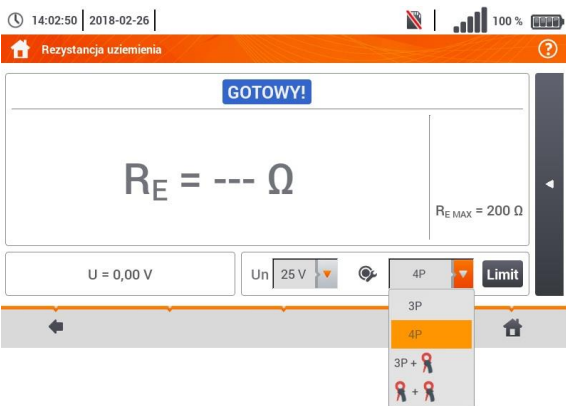 14:02:50 2018-02-26 100 %
Rezystancja uziemienia ?
GOTOWY!
RE = --- Ω
RE MAX = 200 Ω
U = 0,00 V
Un 25 V 4P Limit
3P
4P
3P +
+